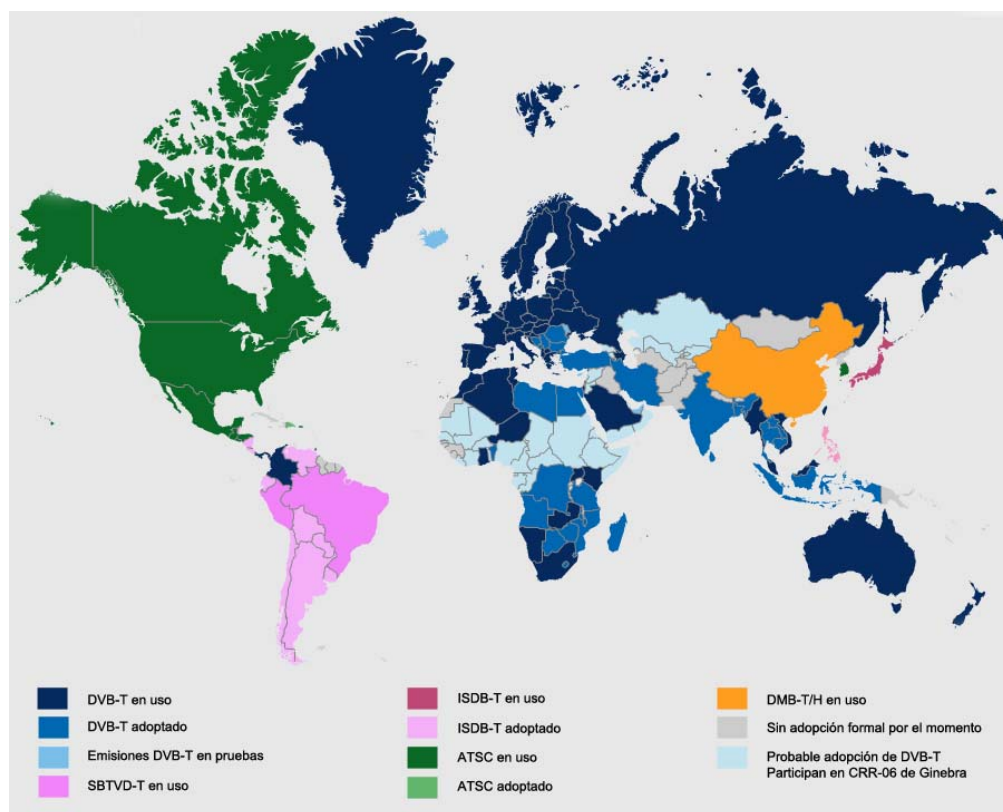 DVB-T en uso
DVB-T adoptado
Emisiones DVB-T en pruebas
SBTVD-T en uso
ISDB-T en uso
ISDB-T adoptado
ATSC en uso
ATSC adoptado
DMB-T/H en uso
Sin adopción formal por el momento
Probable adopción de DVB-T
Participan en CRR-06 de Ginebra